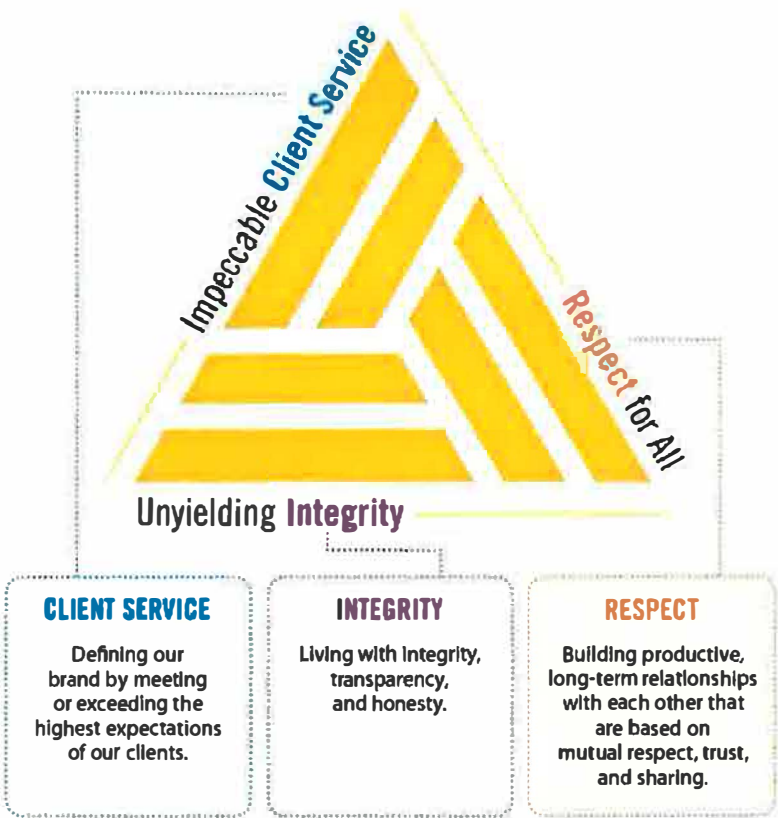 Impeccable Client Service
Respect for All
Unyielding Integrity
CLIENT SERVICE
Defining our
brand by meeting
or exceeding the
highest expectations
of our clients.
INTEGRITY
Living with integrity,
transparency,
and honesty.
RESPECT
Building productive,
long-term relationships
with each other that
are based on
mutual respect, trust,
and sharing.